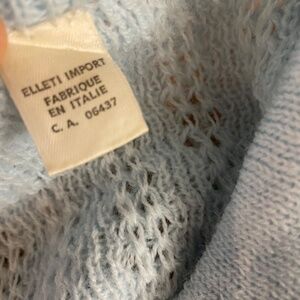 ELLETI IMPORT
FABRIQUE
EN ITALIE
C. A. 06437